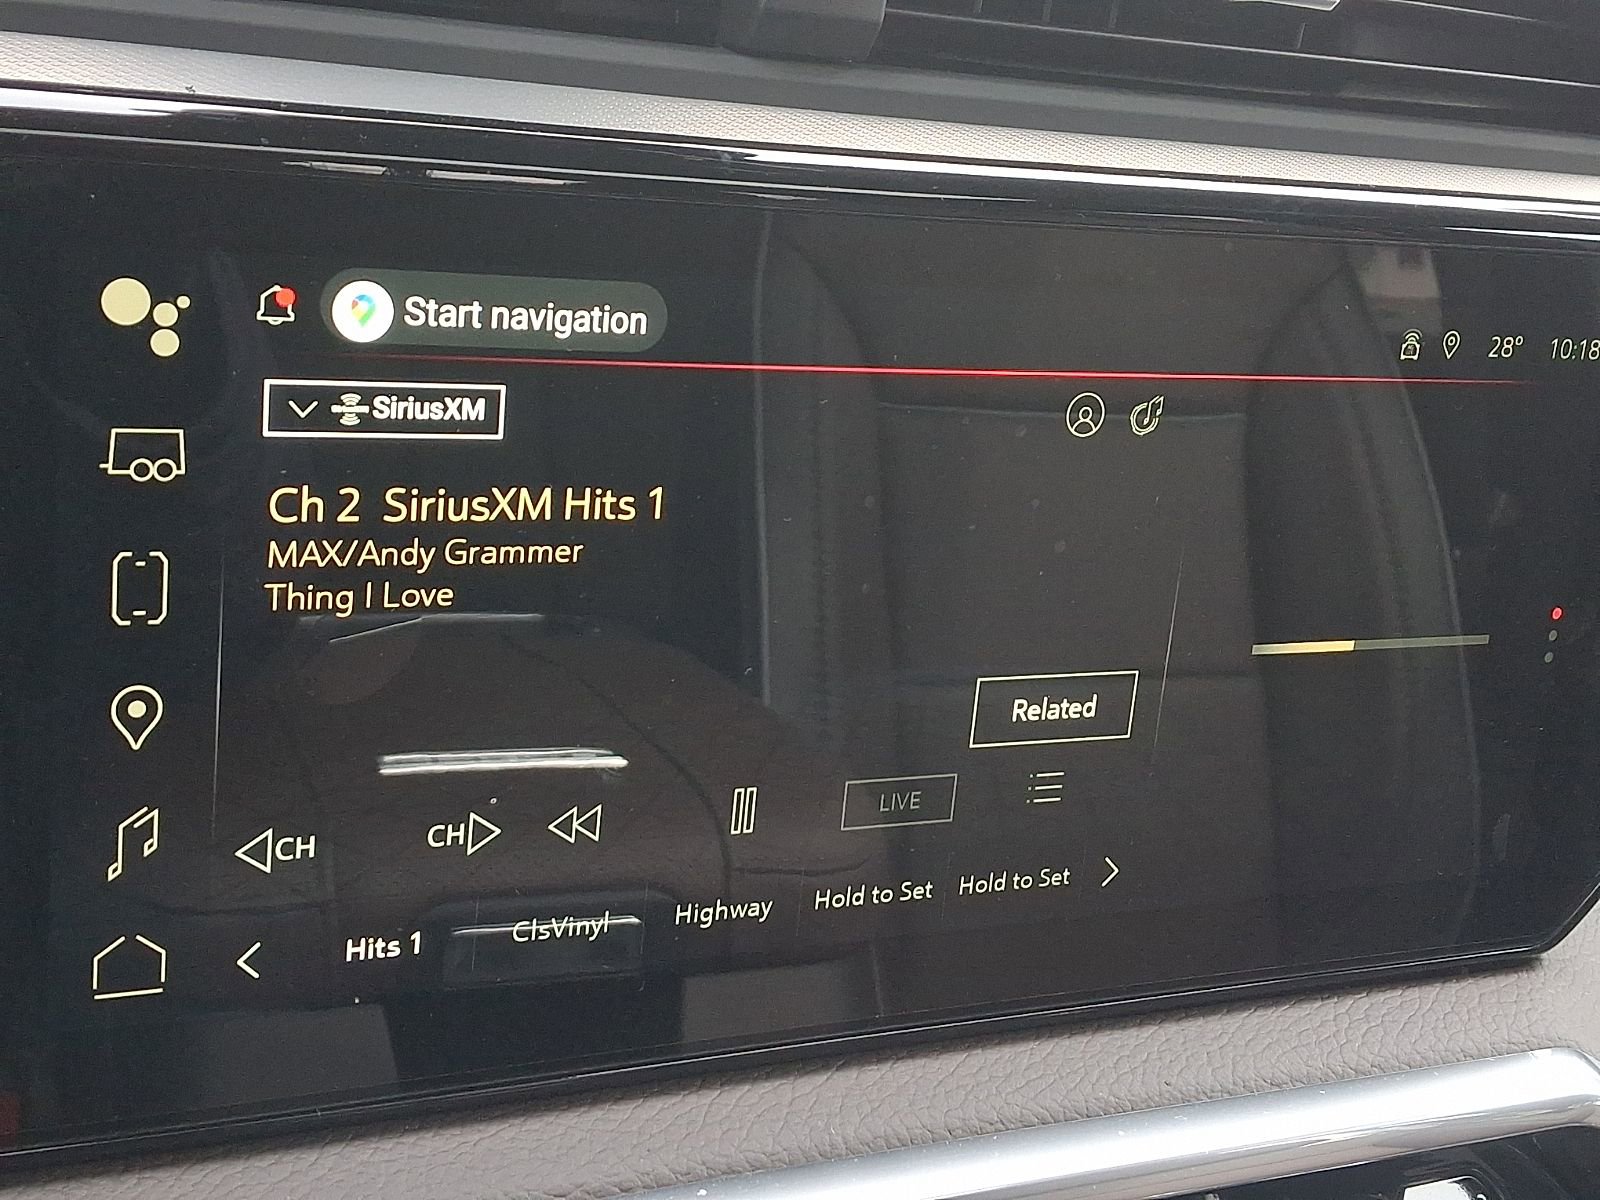 Start navigation
28° 10:18
SiriusXM
Ch 2 SiriusXM Hits 1
MAX/Andy Grammer
Thing I Love
Related
CH CH LIVE
Hits 1 ClsVinyl Highway Hold to Set Hold to Set